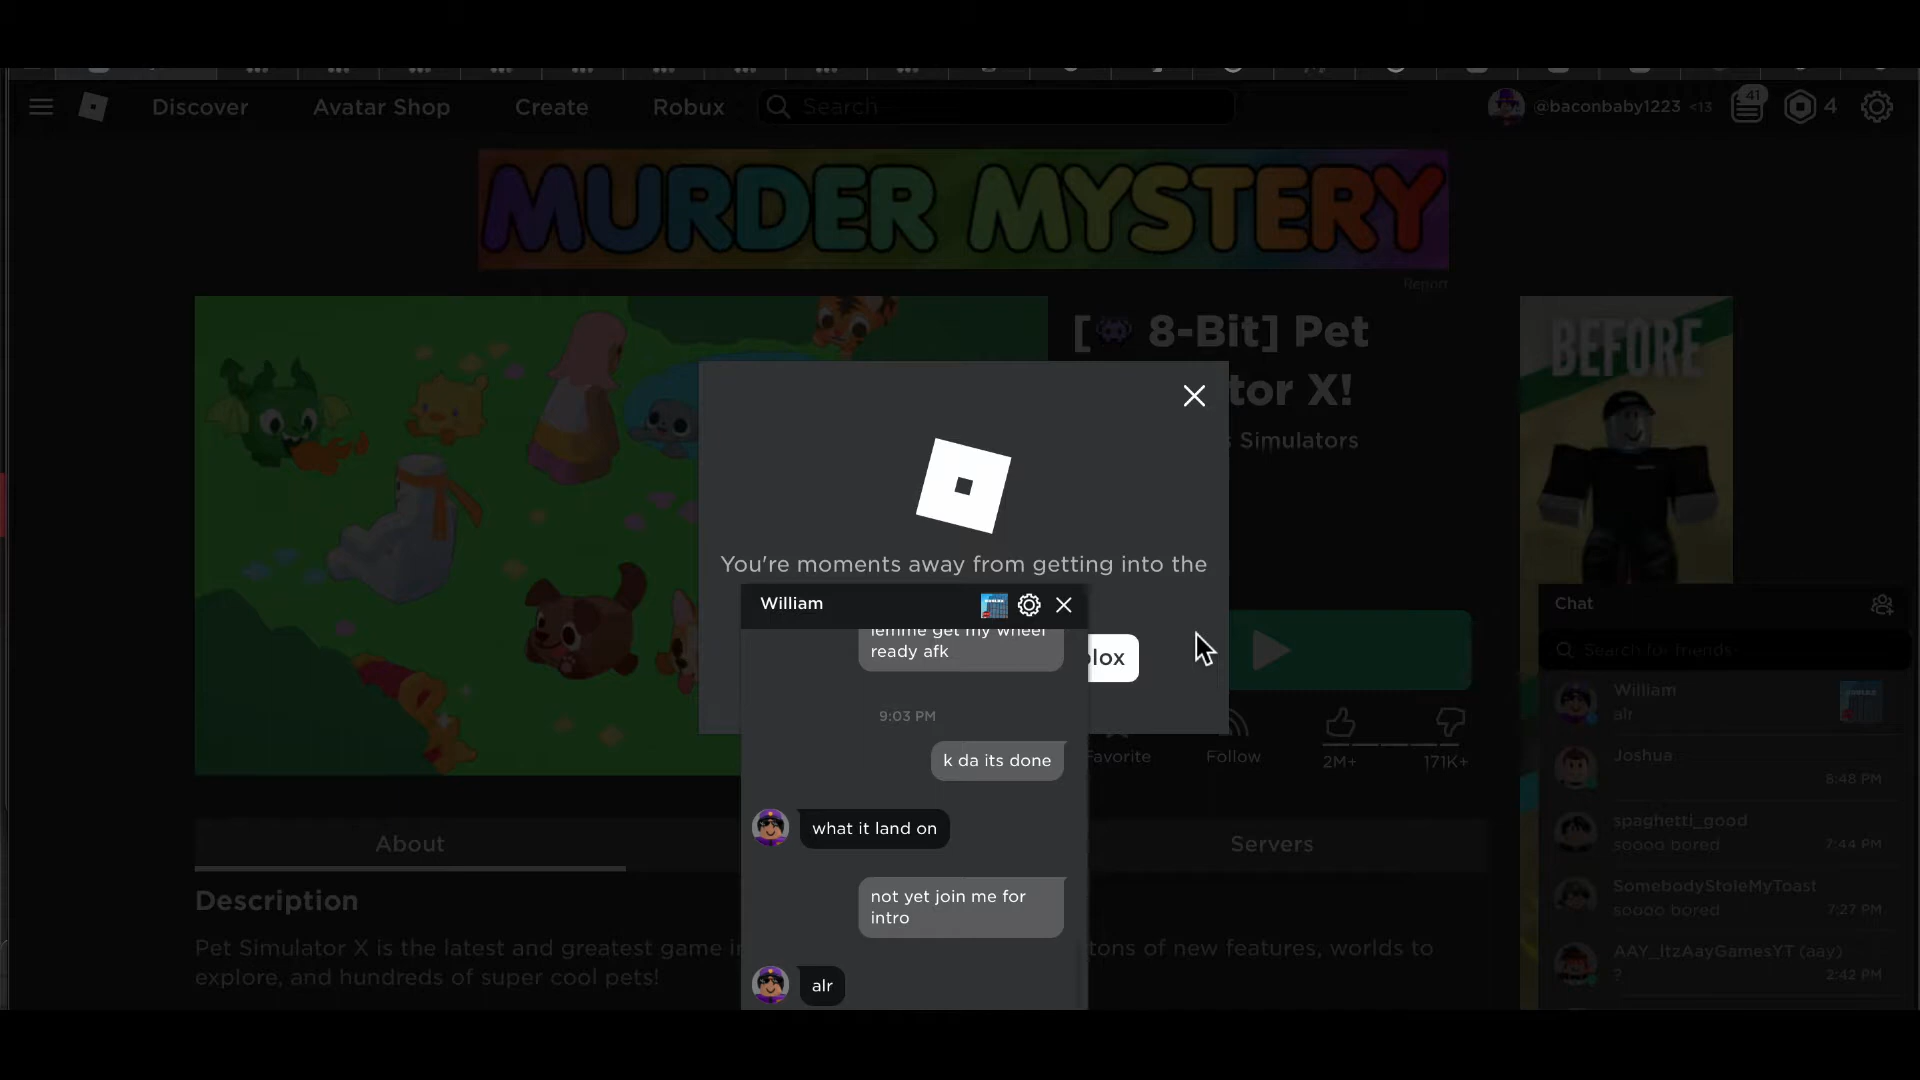 Discover
Avatar Shop
Create
Robux
Search
@baconbaby1223 <13
41
4
MURDER MYSTERY
Report
[ 8-Bit] Pet
tor X!
Simulators
BEFORE
You're moments away from getting into the
lox
William
lemme get my wheel
ready afk
9:03 PM
k da its done
what it land on
not yet join me for
intro
alr
Favorite
Follow
2M+
171K+
About
Servers
Description
Pet Simulator X is the latest and greatest game in
tons of new features, worlds to
explore, and hundreds of super cool pets!
Chat
Search for friends
William
alr
Joshua
8:48 PM
spaghetti_good
soooo bored
7:44 PM
SomebodyStoleMyToast
soooo bored
7:27 PM
AAY_ItzAayGamesYT (aay)
?
2:42 PM